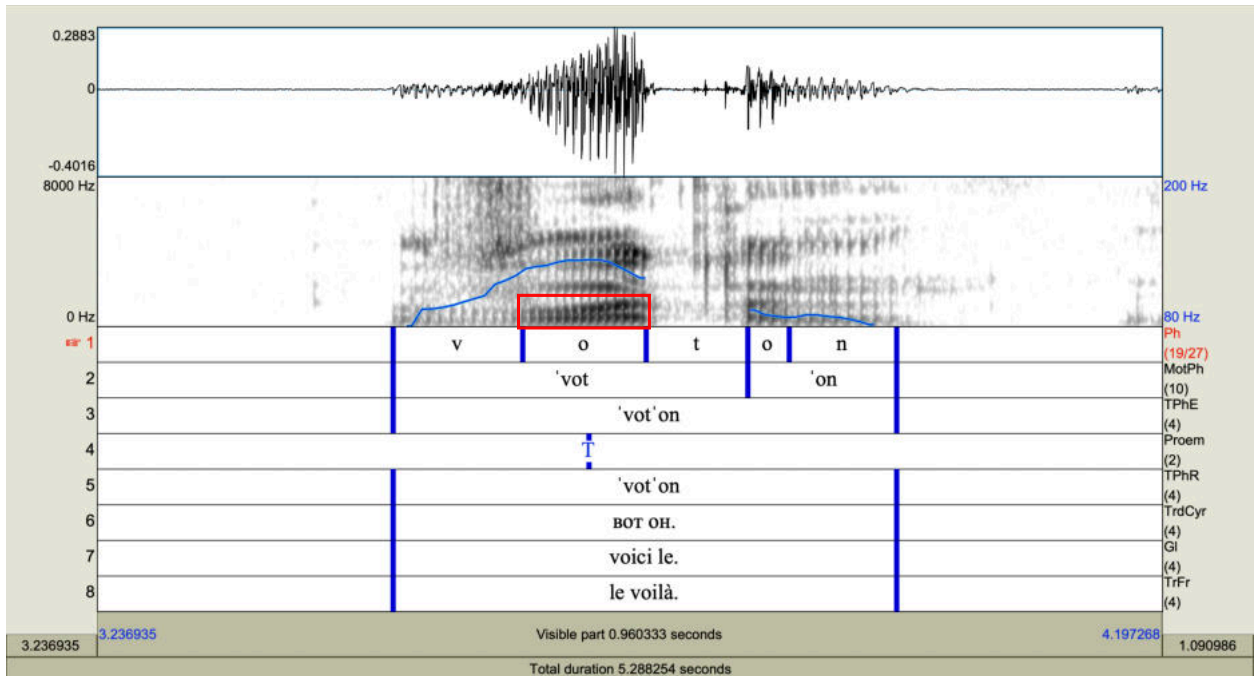 0.2883
0
-0.4016
8000 Hz 200 Hz
0 Hz 80 Hz
☞ 1 v o t o n Ph (19/27)
2 ˈvot ˈon MotPh (10)
3 ˈvotˈon TPhE (4)
4 T Proem (2)
5 ˈvotˈon TPhR (4)
6 вот он. TrdCyr (4)
7 voici le. Gl (4)
8 le voilà. TrFr (4)
3.236935 Visible part 0.960333 seconds 4.197268
3.236935 1.090986
Total duration 5.288254 seconds